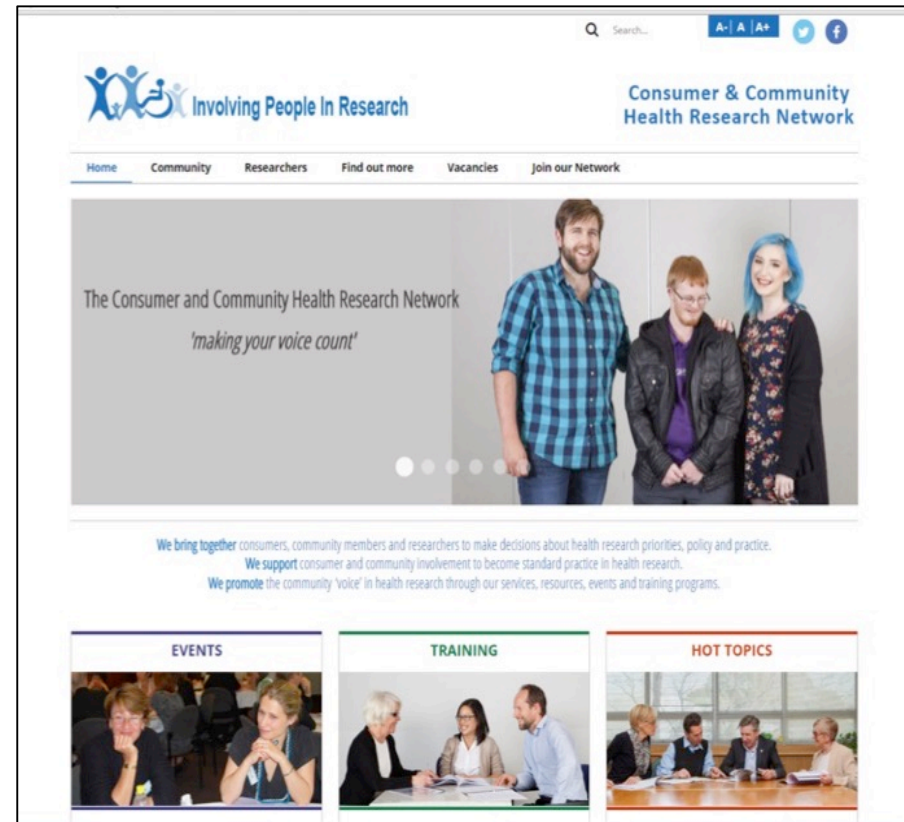 Search...
A- | A | A+
Involving People In Research
Consumer & Community
Health Research Network
Home Community Researchers Find out more Vacancies Join our Network
The Consumer and Community Health Research Network
'making your voice count'
We bring together consumers, community members and researchers to make decisions about health research priorities, policy and practice.
We support consumer and community involvement to become standard practice in health research.
We promote the community 'voice' in health research through our services, resources, events and training programs.
EVENTS
TRAINING
HOT TOPICS